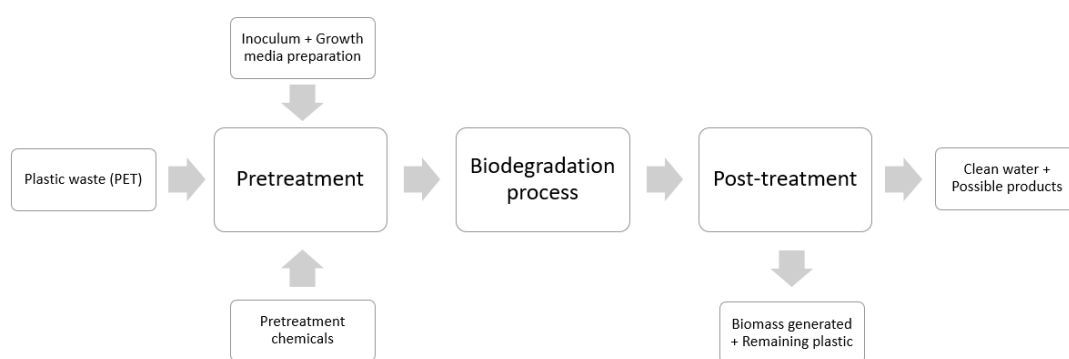 Inoculum + Growth
media preparation
Plastic waste (PET)
Pretreatment
Biodegradation
process
Post-treatment
Clean water +
Possible products
Pretreatment
chemicals
Biomass generated
+ Remaining plastic